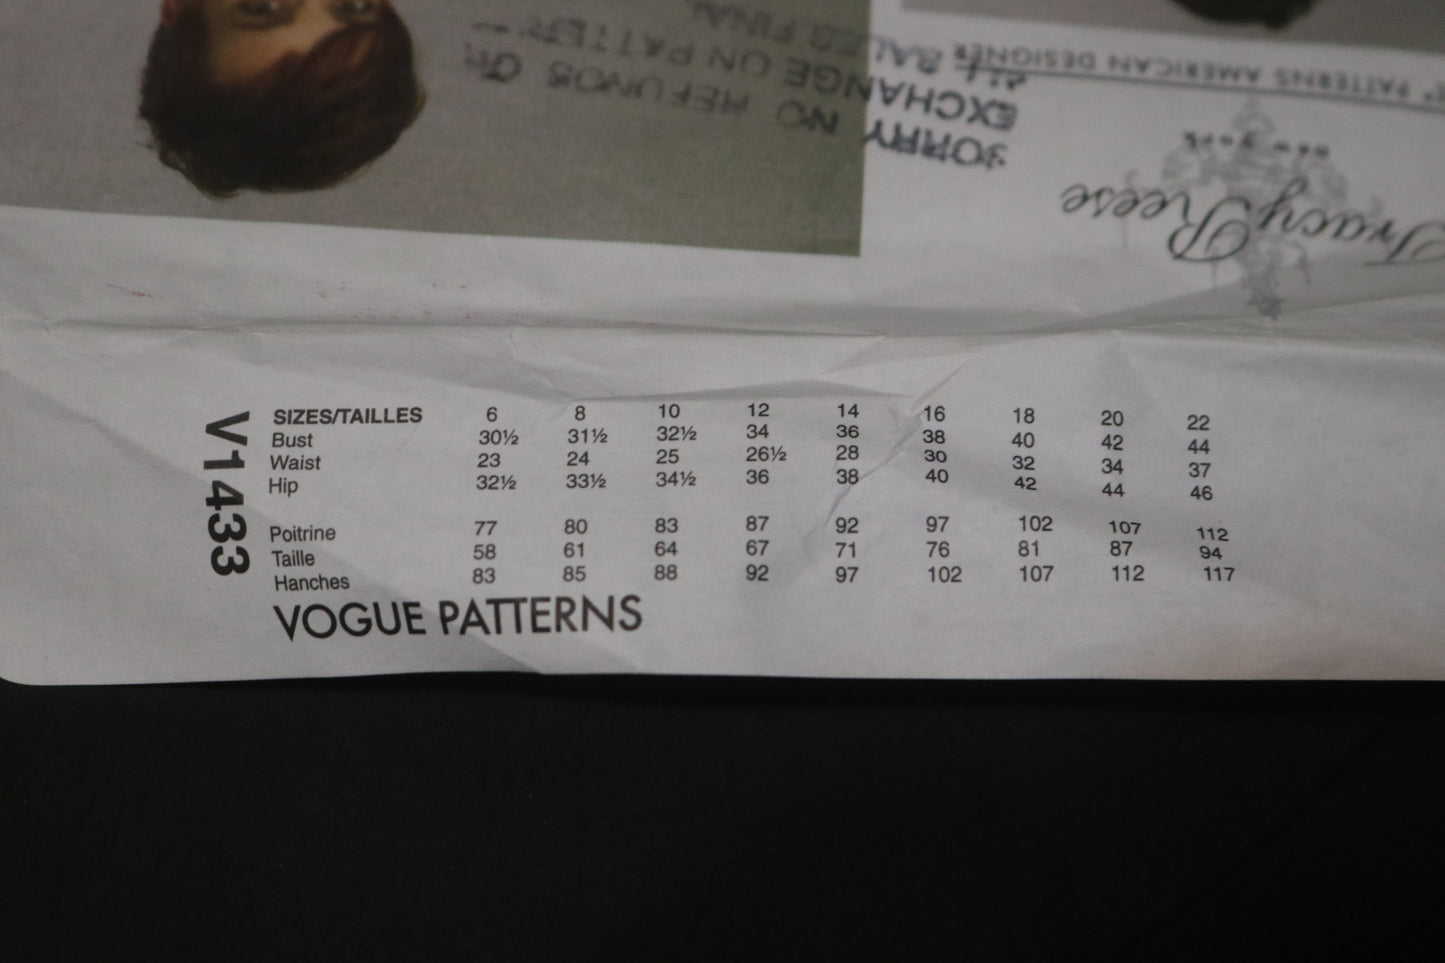 SORRY NO REFUNDS OR
EXCHANGE ON PATTERN
ALL SALES FINAL
PATTERNS AMERICAN DESIGNER
NEW YORK
Tracy Reese
V1433
SIZES/TAILLES 6 8 10 12 14 16 18 20 22
Bust 30½ 31½ 32½ 34 36 38 40 42 44
Waist 23 24 25 26½ 28 30 32 34 37
Hip 32½ 33½ 34½ 36 38 40 42 44 46
Poitrine 77 80 83 87 92 97 102 107 112
Taille 58 61 64 67 71 76 81 87 94
Hanches 83 85 88 92 97 102 107 112 117
VOGUE PATTERNS